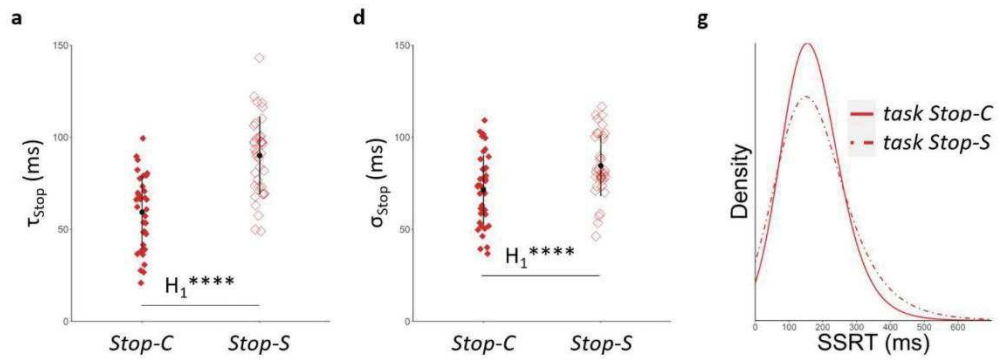 a
150
100
50
0
τStop (ms)
H1****
Stop-C Stop-S
d
150
100
50
0
σStop (ms)
H1****
Stop-C Stop-S
g
Density
task Stop-C
task Stop-S
0 100 200 300 400 500 600
SSRT (ms)